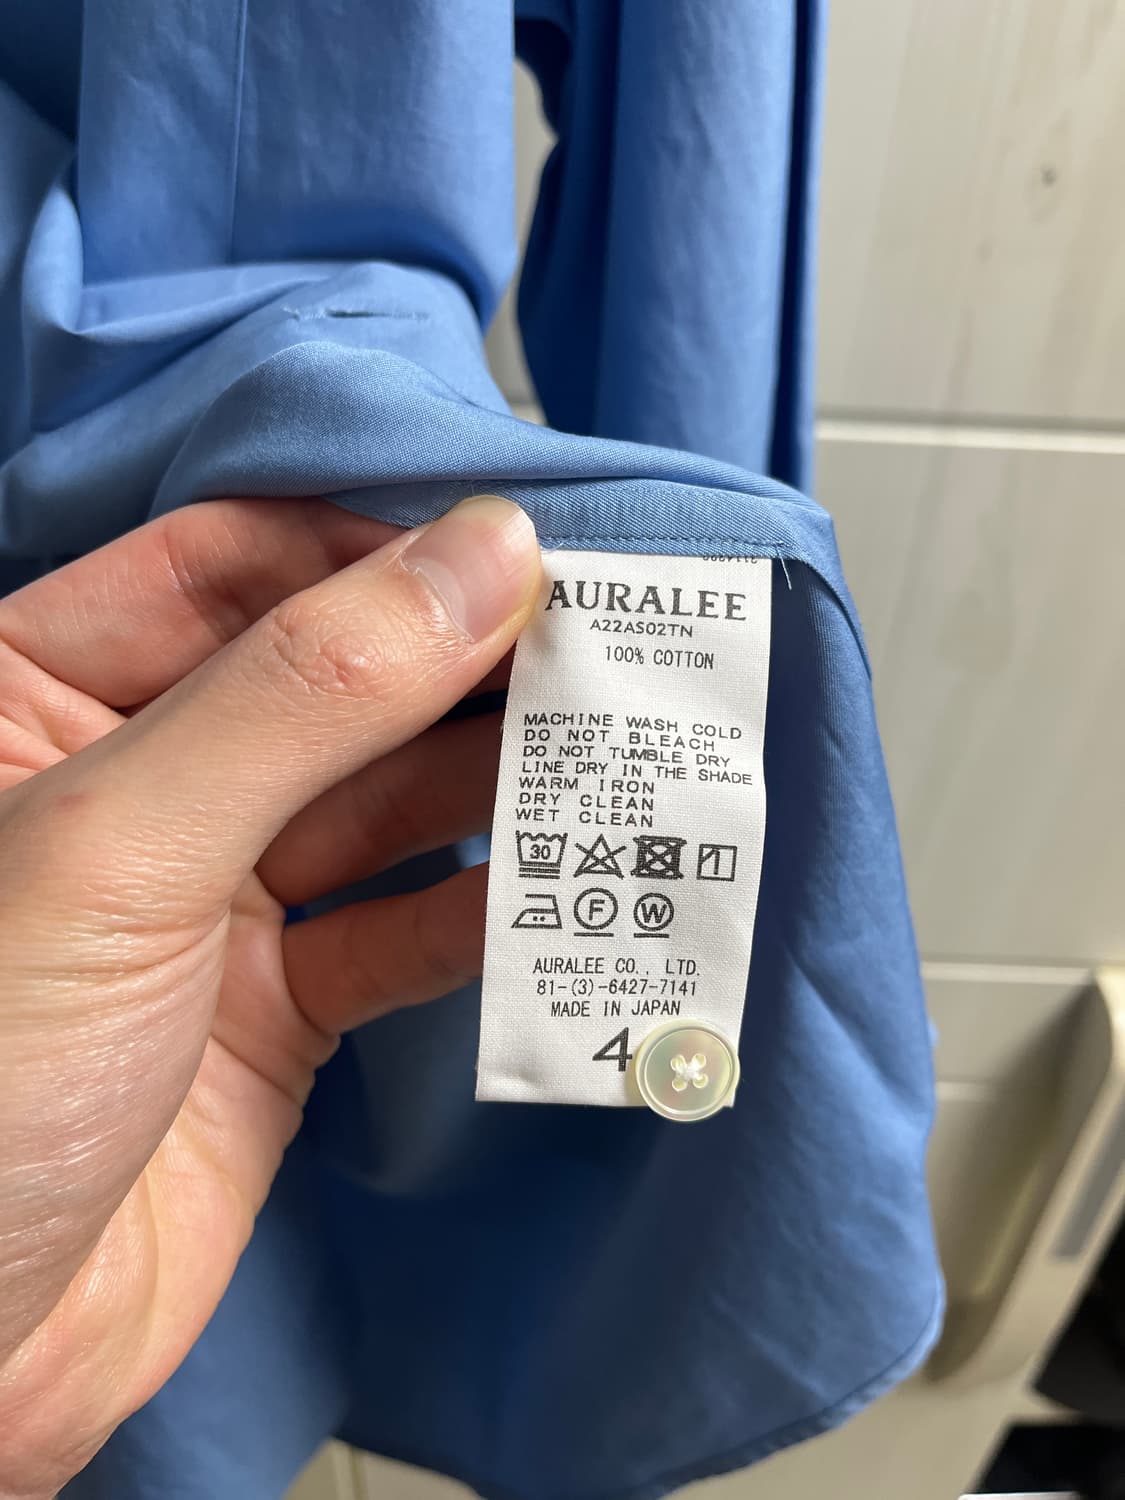 AURALEE
A22AS02TN
100% COTTON
MACHINE WASH COLD
DO NOT BLEACH
DO NOT TUMBLE DRY
LINE DRY IN THE SHADE
WARM IRON
DRY CLEAN
WET CLEAN
30
F W
AURALEE CO., LTD.
81-(3)-6427-7141
MADE IN JAPAN
4